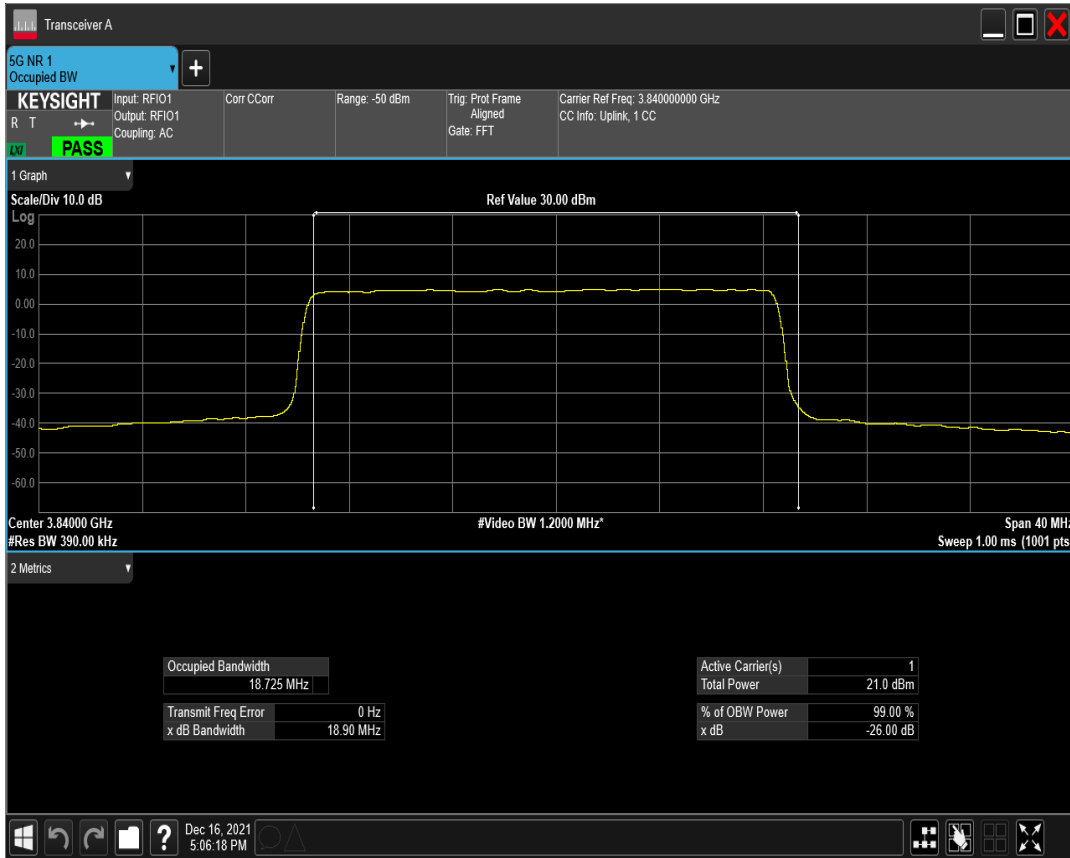 Transceiver A
5G NR 1
Occupied BW
KEYSIGHT
R T
LXI
PASS
Input: RFIO1
Output: RFIO1
Coupling: AC
Corr CCorr
Range: -50 dBm
Trig: Prot Frame
Aligned
Gate: FFT
Carrier Ref Freq: 3.840000000 GHz
CC Info: Uplink, 1 CC
1 Graph
Scale/Div 10.0 dB
Ref Value 30.00 dBm
Log
20.0
10.0
0.00
-10.0
-20.0
-30.0
-40.0
-50.0
-60.0
Center 3.84000 GHz
#Video BW 1.2000 MHz*
Span 40 MHz
#Res BW 390.00 kHz
Sweep 1.00 ms (1001 pts
2 Metrics
Occupied Bandwidth
18.725 MHz
Transmit Freq Error 0 Hz
x dB Bandwidth 18.90 MHz
Active Carrier(s) 1
Total Power 21.0 dBm
% of OBW Power 99.00 %
x dB -26.00 dB
?
Dec 16, 2021
5:06:18 PM